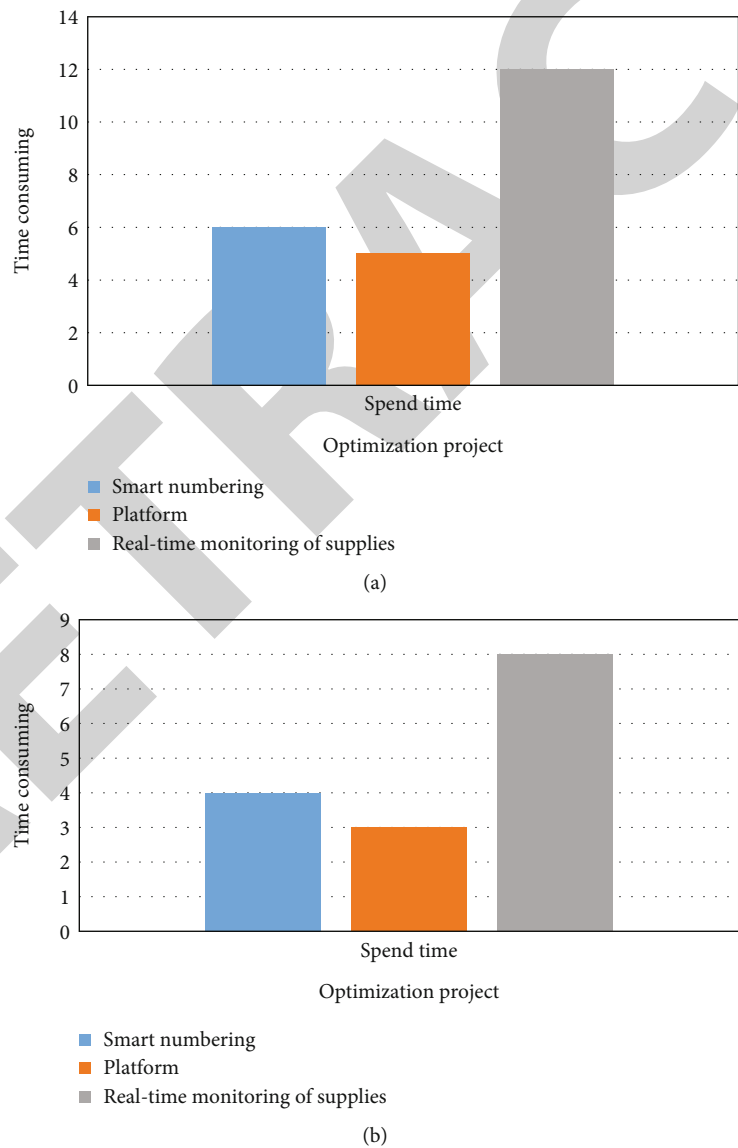 14
12
10
8
6
4
2
0
Time consuming
Spend time
Optimization project
Smart numbering
Platform
Real-time monitoring of supplies
(a)
9
8
7
6
5
4
3
2
1
0
Time consuming
Spend time
Optimization project
Smart numbering
Platform
Real-time monitoring of supplies
(b)
ETRAC